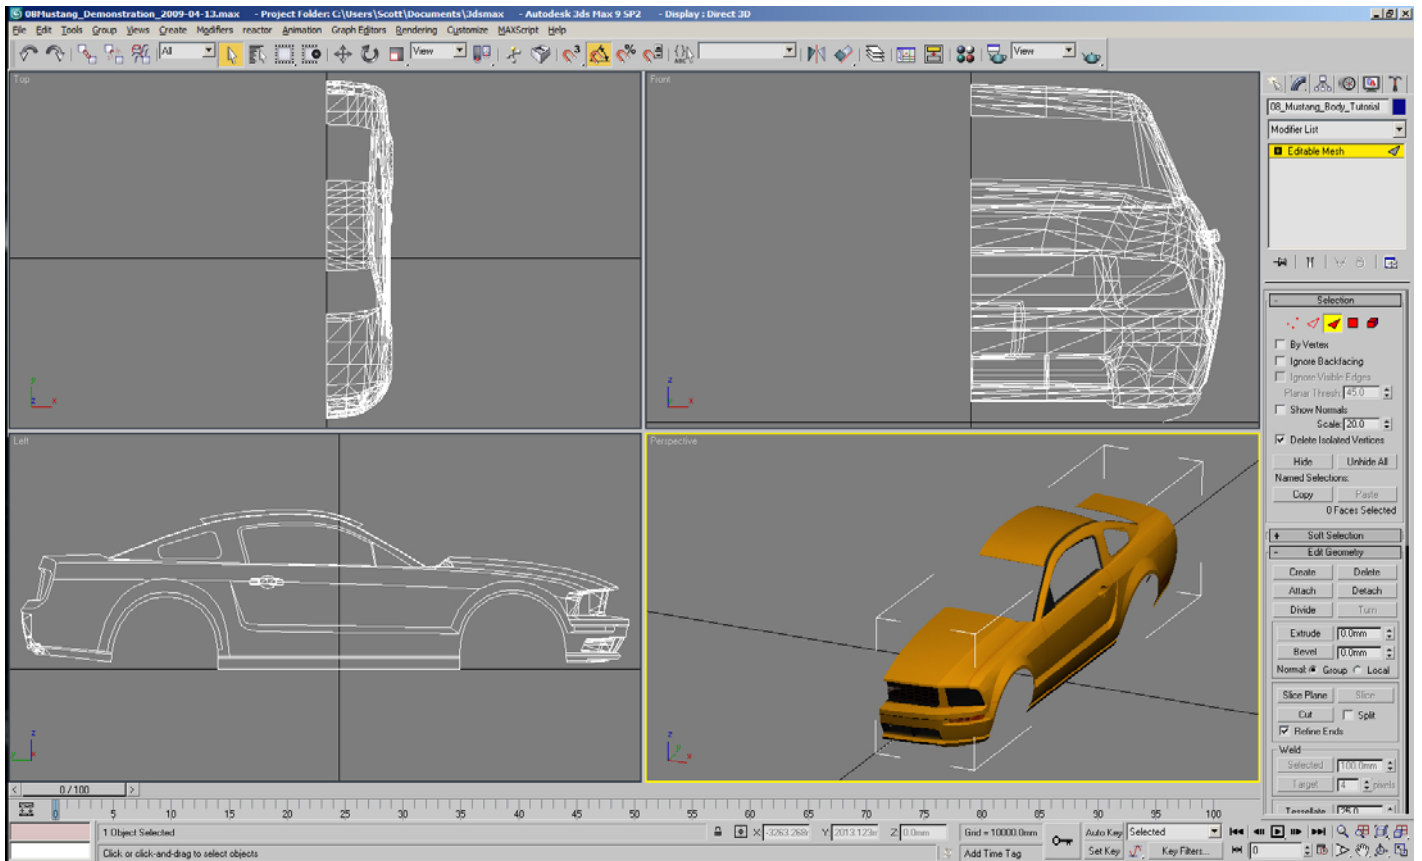 08Mustang_Demonstration_2009-04-13.max - Project Folder: C:\Users\Scott\Documents\3dsmax - Autodesk 3ds Max 9 SP2 - Display : Direct 3D
File Edit Tools Group Views Create Modifiers reactor Animation Graph Editors Rendering Customize MAXScript Help
All View View
Top
Front
Left
Perspective
08_Mustang_Body_Tutorial
Modifier List
Editable Mesh
Selection
By Vertex
Ignore Backfacing
Ignore Visible Edges
Planar Thresh: 45.0
Show Normals
Scale: 20.0
Delete Isolated Vertices
Hide Unhide All
Named Selections:
Copy Paste
0 Faces Selected
+ Soft Selection
- Edit Geometry
Create Delete
Attach Detach
Divide Turn
Extrude 0.0mm
Bevel 0.0mm
Normal: Group Local
Slice Plane Slice
Cut Split
Refine Ends
Weld
Selected 100.0mm
Target 4 pixels
Tessellate 25.0
0 / 100
0 5 10 15 20 25 30 35 40 45 50 55 60 65 70 75 80 85 90 95 100
1 Object Selected X -3263.268m Y 2013.123m Z 0.0mm Grid = 10000.0mm Auto Key Selected
Click or click-and-drag to select objects Add Time Tag Set Key Key Filters... 0